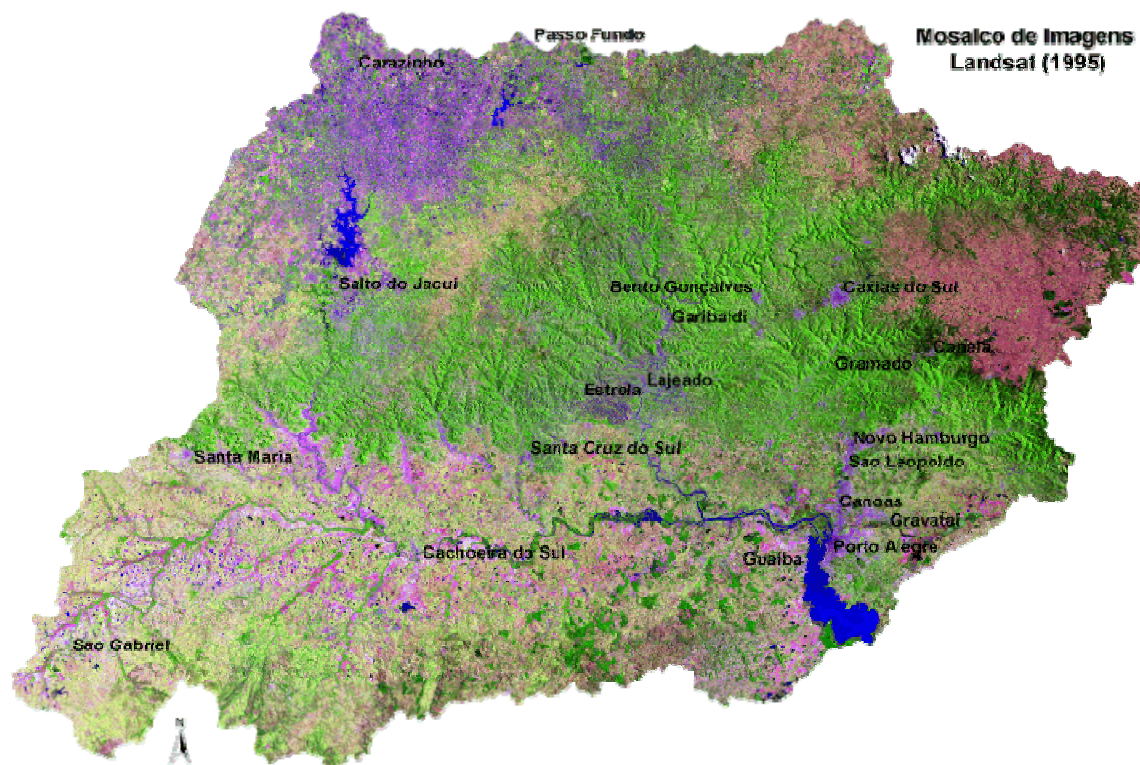 Passo Fundo
Mosaico de Imagens
Landsat (1995)
Carazinho
Salto do Jacuí
Bento Gonçalves
Caxias do Sul
Garibaldi
Canela
Gramado
Lajeado
Estrela
Novo Hamburgo
Santa Cruz do Sul
Santa Maria
Sao Leopoldo
Canoas
Gravataí
Cachoeira do Sul
Porto Alegre
Guaíba
Sao Gabriel
N